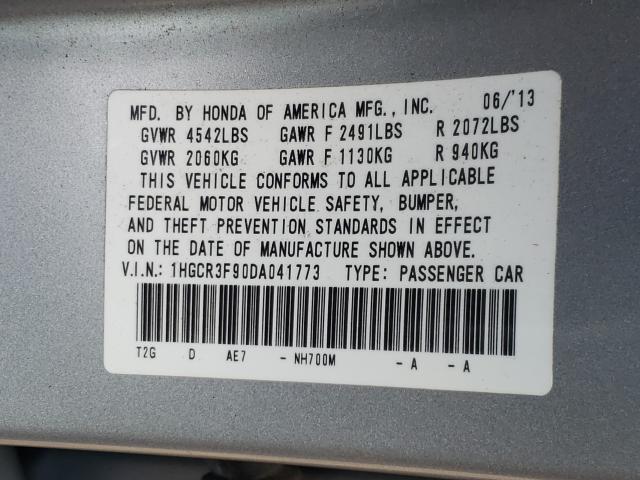 MFD. BY HONDA OF AMERICA MFG., INC. 06/'13
GVWR 4542LBS GAWR F 2491LBS R 2072LBS
GVWR 2060KG GAWR F 1130KG R 940KG
THIS VEHICLE CONFORMS TO ALL APPLICABLE
FEDERAL MOTOR VEHICLE SAFETY, BUMPER,
AND THEFT PREVENTION STANDARDS IN EFFECT
ON THE DATE OF MANUFACTURE SHOWN ABOVE.
V.I.N.: 1HGCR3F90DA041773 TYPE: PASSENGER CAR
T2G D AE7 - NH700M - A - A